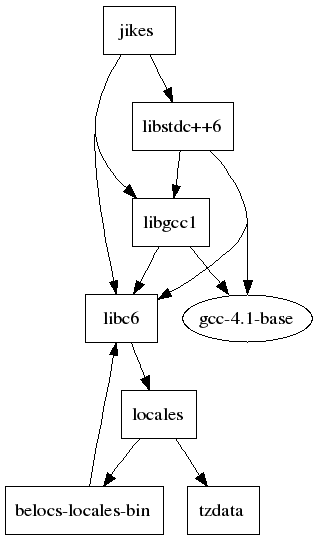 jikes
libstdc++6
libgcc1
libc6
gcc-4.1-base
locales
belocs-locales-bin
tzdata